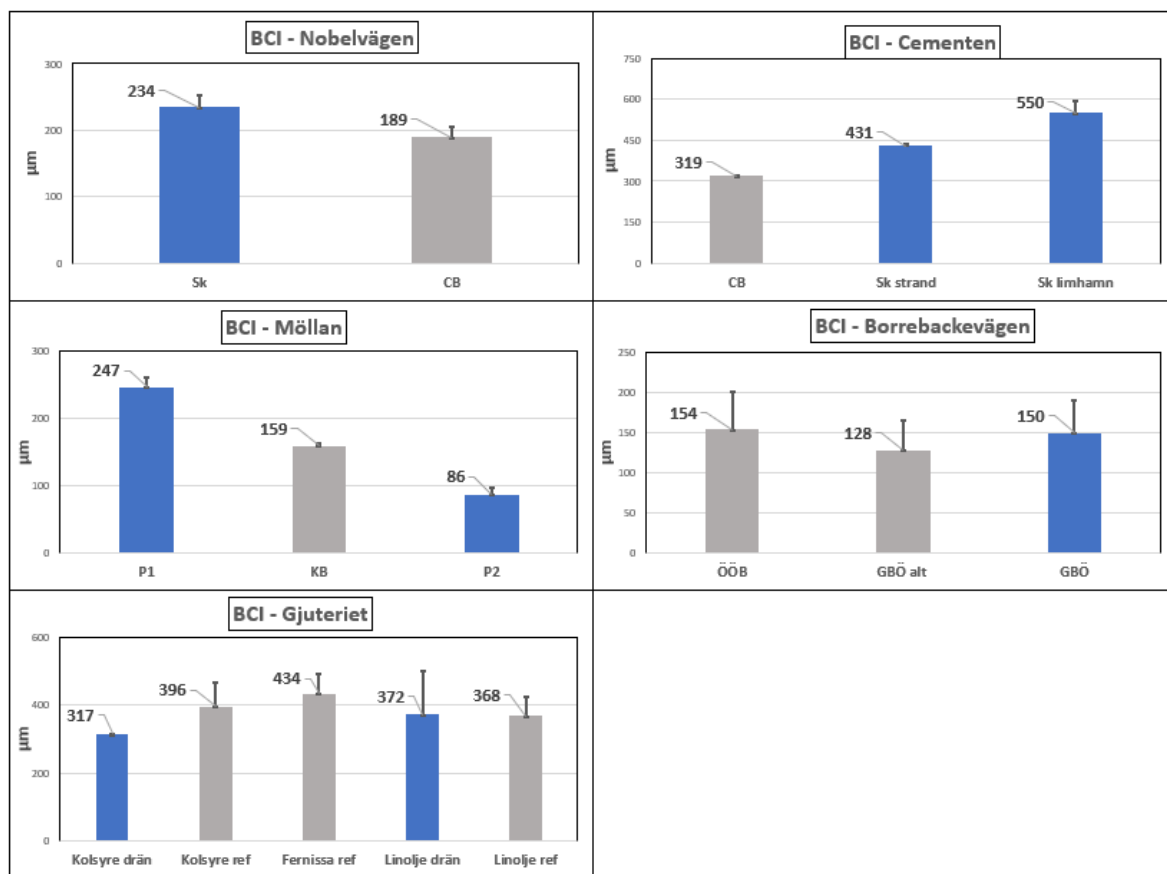 BCI - Nobelvägen
300
200
100
0
µm
234
189
Sk
CB
BCI - Cementen
750
600
450
300
150
0
µm
319
431
550
CB
Sk strand
Sk limhamn
BCI - Möllan
300
200
100
0
µm
247
159
86
P1
KB
P2
BCI - Borrebackevägen
250
200
150
100
50
0
µm
154
128
150
ÖÖB
GBÖ alt
GBÖ
BCI - Gjuteriet
600
400
200
0
µm
317
396
434
372
368
Kolsyre drän
Kolsyre ref
Fernissa ref
Linolje drän
Linolje ref